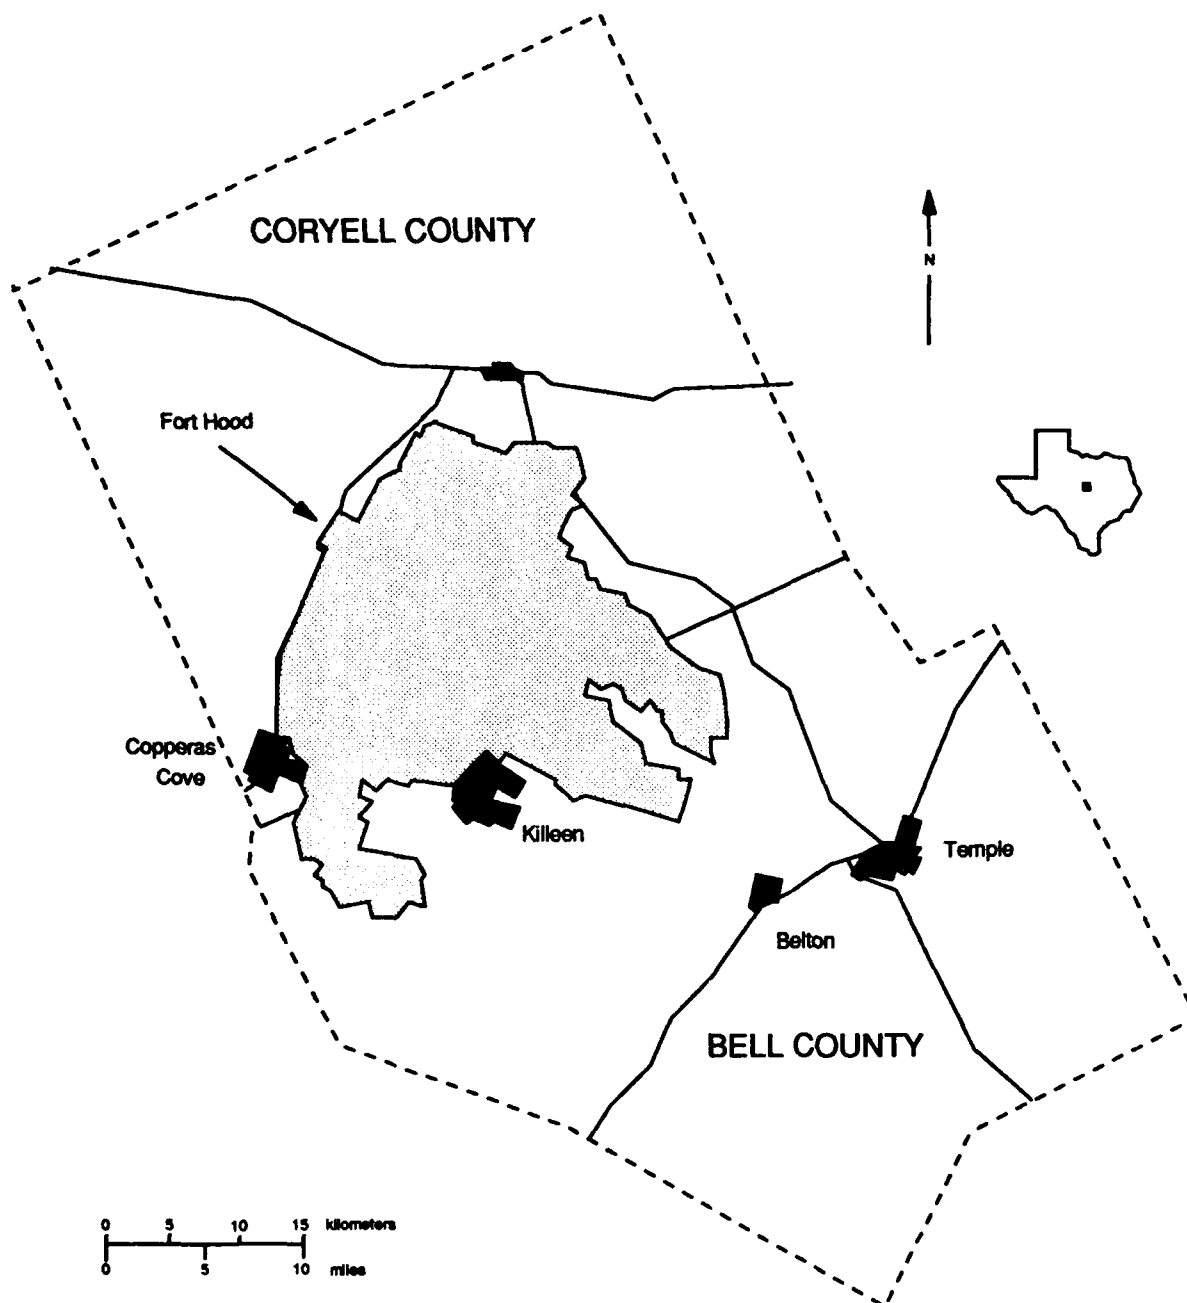 CORYELL COUNTY
N
Fort Hood
Copperas
Cove
Killeen
Temple
Belton
BELL COUNTY
0 5 10 15 kilometers
0 5 10 miles